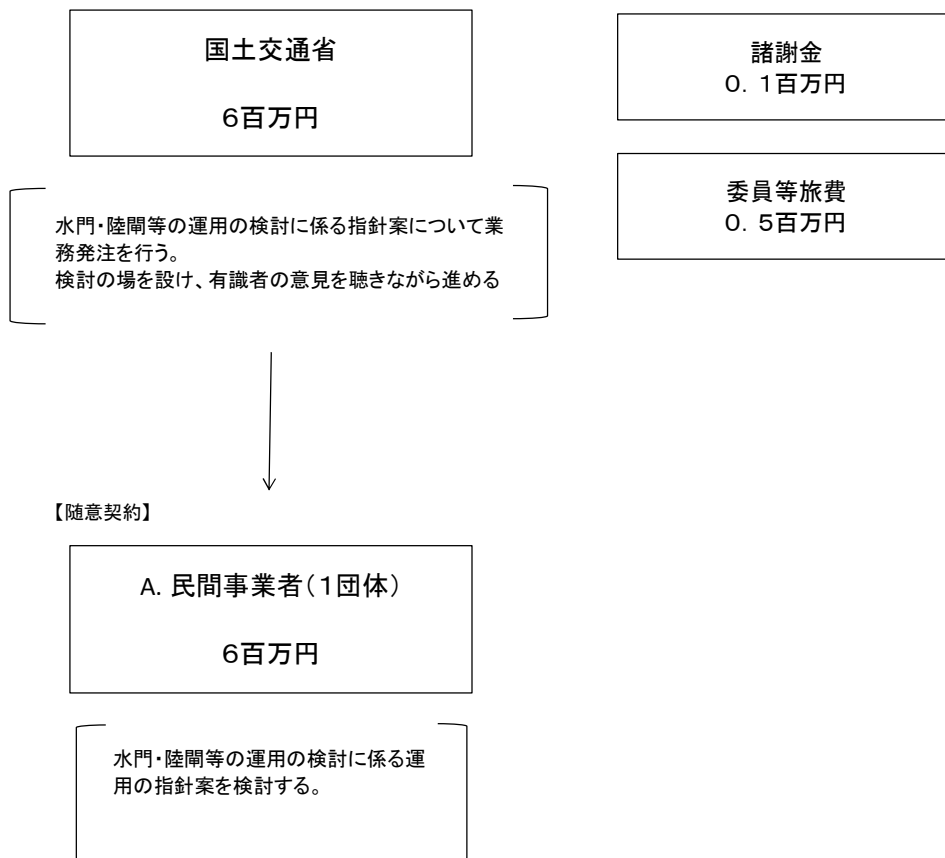 国土交通省
6百万円
諸謝金
0.1百万円
委員等旅費
0.5百万円
水門・陸閘等の運用の検討に係る指針案について業
務発注を行う。
検討の場を設け、有識者の意見を聴きながら進める
【随意契約】
A. 民間事業者(1団体)
6百万円
水門・陸閘等の運用の検討に係る運
用の指針案を検討する。